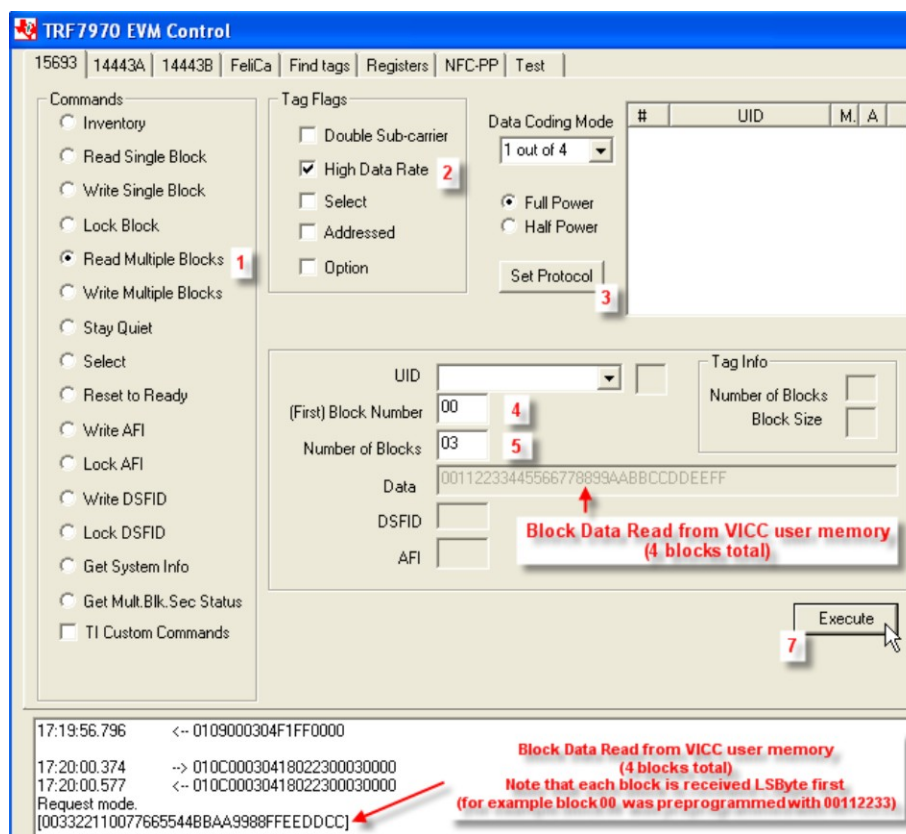 TRF7970 EVM Control
15693
14443A
14443B
FeliCa
Find tags
Registers
NFC-PP
Test
Commands
Inventory
Read Single Block
Write Single Block
Lock Block
Read Multiple Blocks 1
Write Multiple Blocks
Stay Quiet
Select
Reset to Ready
Write AFI
Lock AFI
Write DSFID
Lock DSFID
Get System Info
Get Mult.Blk.Sec Status
TI Custom Commands
Tag Flags
Double Sub-carrier
High Data Rate 2
Select
Addressed
Option
Data Coding Mode
1 out of 4
Full Power
Half Power
Set Protocol
3
# UID M. A
UID
(First) Block Number 00 4
Number of Blocks 03 5
Data 00112233445566778899AABBCCDDEEFF
DSFID
AFI
Block Data Read from VICC user memory
(4 blocks total)
Tag Info
Number of Blocks
Block Size
Execute
7
17:19:56.796 <-- 0109000304F1FF0000
17:20:00.374 --> 010C00030418022300030000
17:20:00.577 <-- 010C00030418022300030000
Request mode.
[003322110077665544BBAA9988FFEEDDCC]
Block Data Read from VICC user memory
(4 blocks total)
Note that each block is received LSByte first
(for example block 00 was preprogrammed with 00112233)